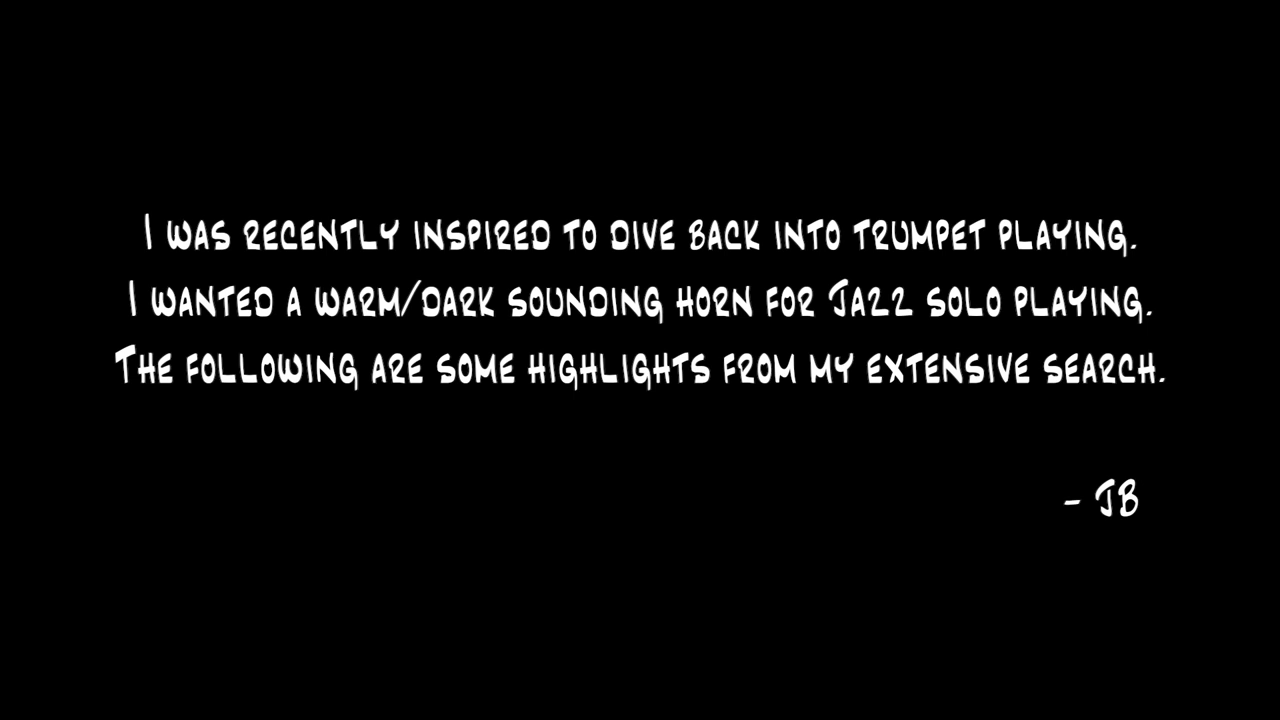 I was recently inspired to dive back into trumpet playing.
I wanted a warm/dark sounding horn for Jazz solo playing.
The following are some highlights from my extensive search.
- JB